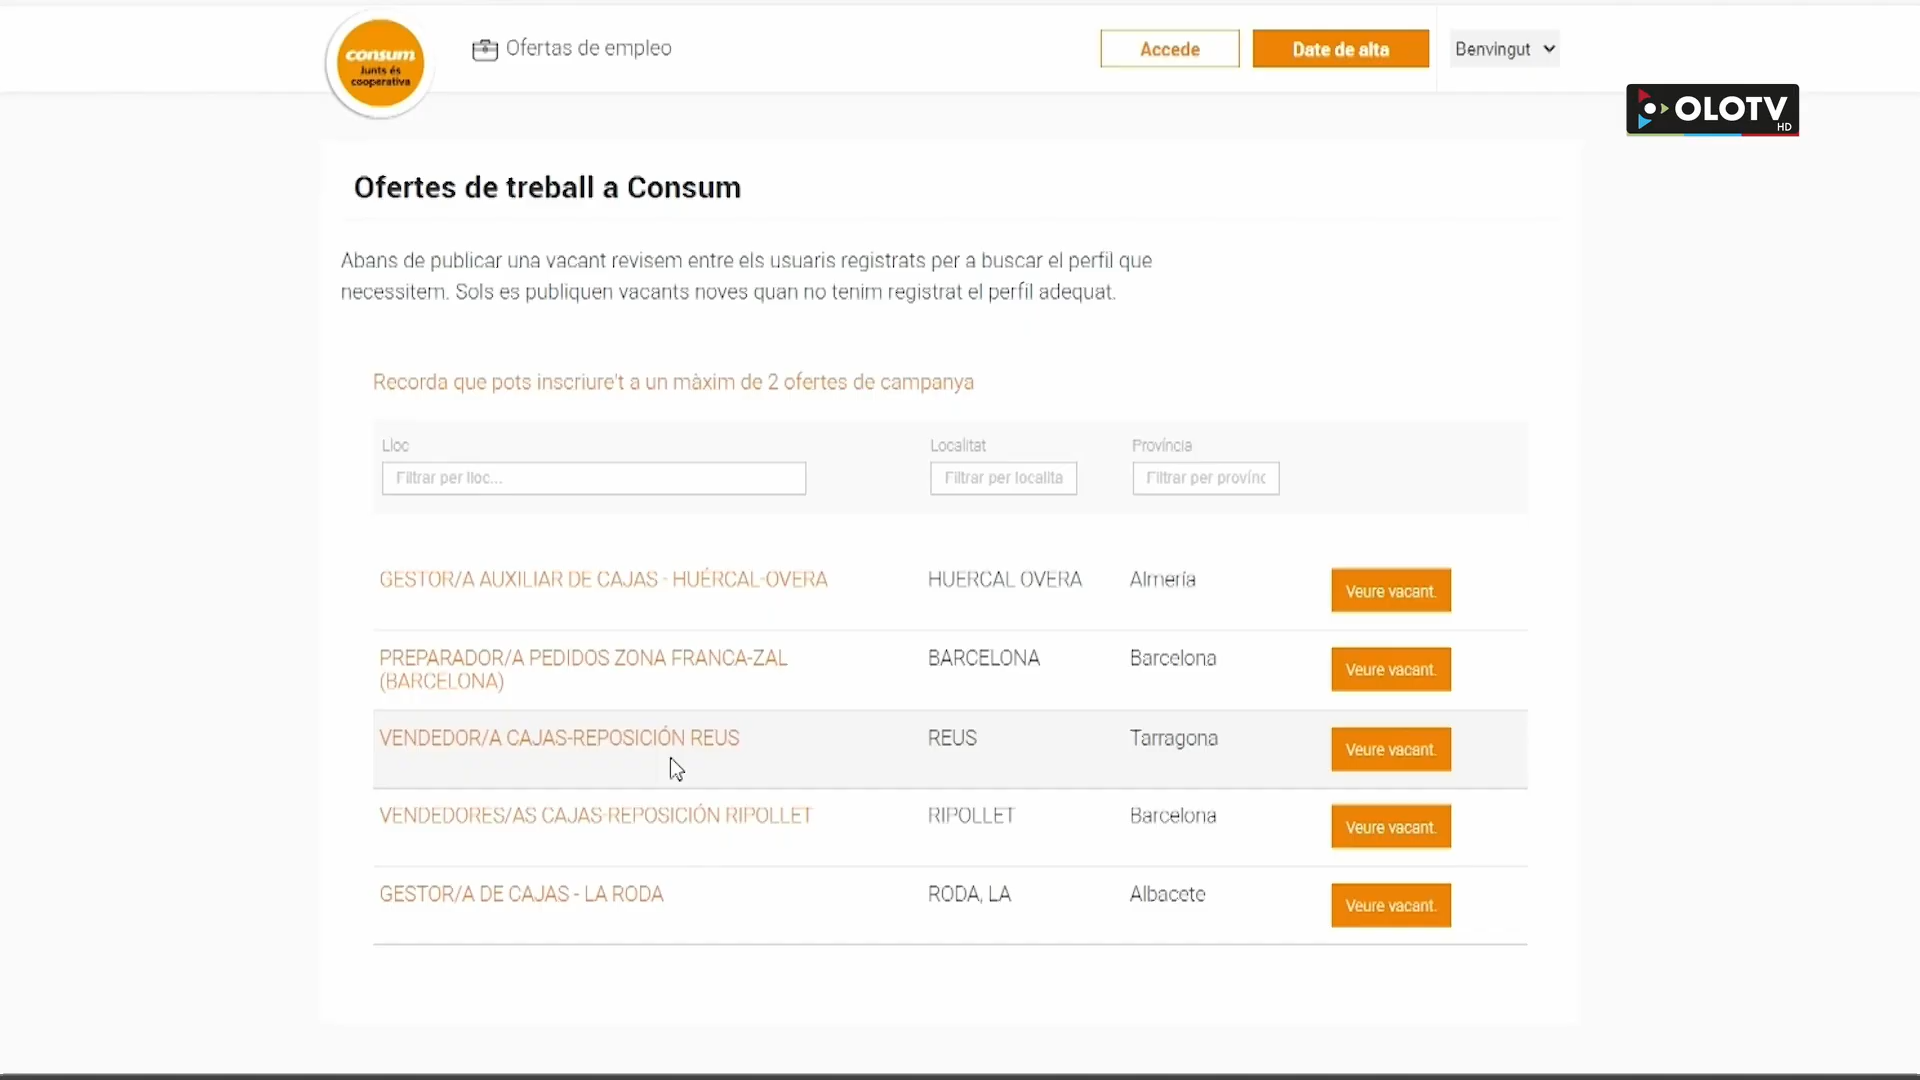 consum
Junts és
cooperativa
Ofertas de empleo
Accede
Date de alta
Benvingut
OLOTV
HD
Ofertes de treball a Consum
Abans de publicar una vacant revisem entre els usuaris registrats per a buscar el perfil que
necessitem. Sols es publiquen vacants noves quan no tenim registrat el perfil adequat.
Recorda que pots inscriure't a un màxim de 2 ofertes de campanya
Lloc
Localitat
Província
Filtrar per lloc...
Filtrar per localita
Filtrar per provínc
GESTOR/A AUXILIAR DE CAJAS - HUÉRCAL-OVERA
HUERCAL OVERA
Almería
Veure vacant.
PREPARADOR/A PEDIDOS ZONA FRANCA-ZAL
(BARCELONA)
BARCELONA
Barcelona
Veure vacant.
VENDEDOR/A CAJAS-REPOSICIÓN REUS
REUS
Tarragona
Veure vacant.
VENDEDORES/AS CAJAS-REPOSICIÓN RIPOLLET
RIPOLLET
Barcelona
Veure vacant.
GESTOR/A DE CAJAS - LA RODA
RODA, LA
Albacete
Veure vacant.